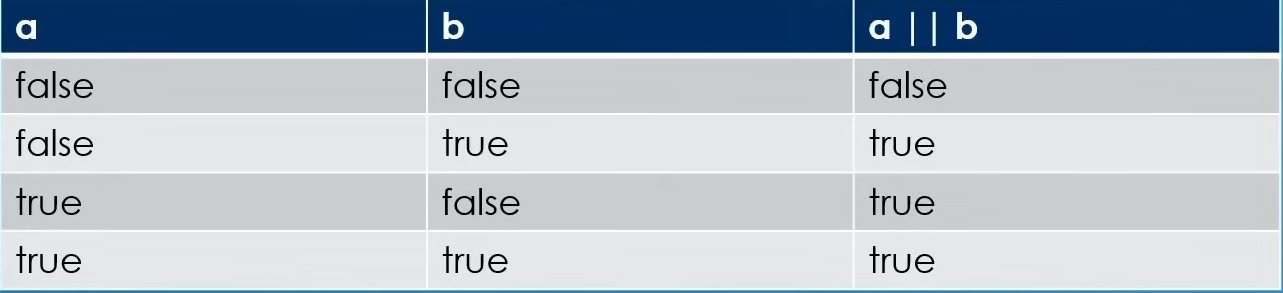 a b a || b
false false false
false true true
true false true
true true true